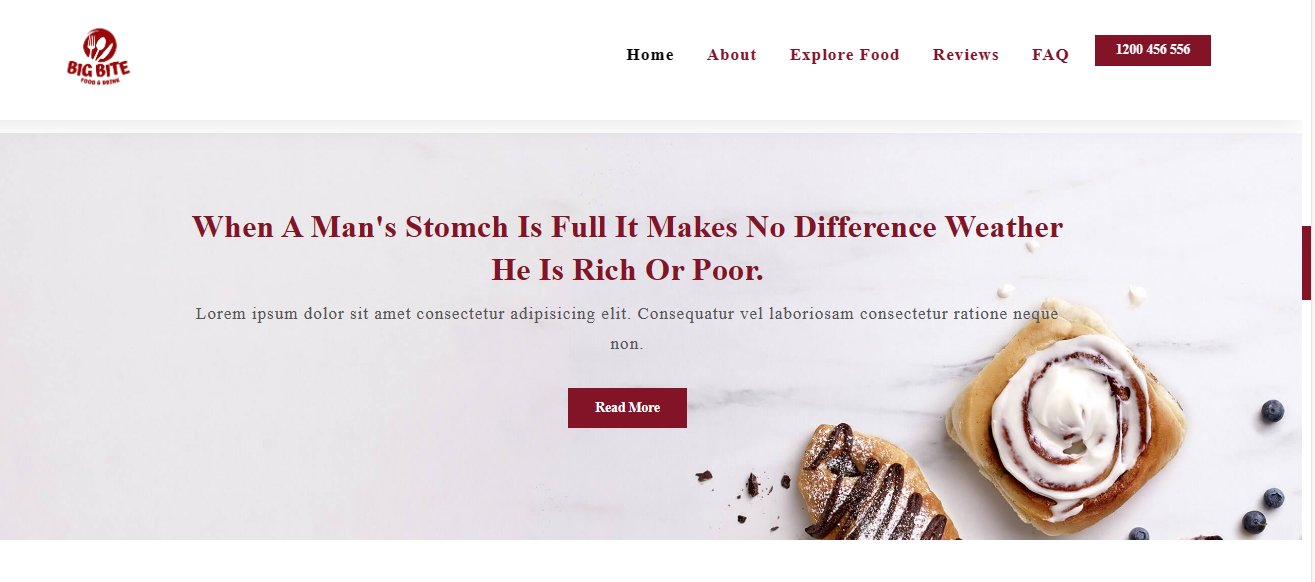 BIG BITE
FOOD & DRINK
Home About Explore Food Reviews FAQ 1200 456 556
When A Man's Stomch Is Full It Makes No Difference Weather
He Is Rich Or Poor.
Lorem ipsum dolor sit amet consectetur adipisicing elit. Consequatur vel laboriosam consectetur ratione neque
non.
Read More